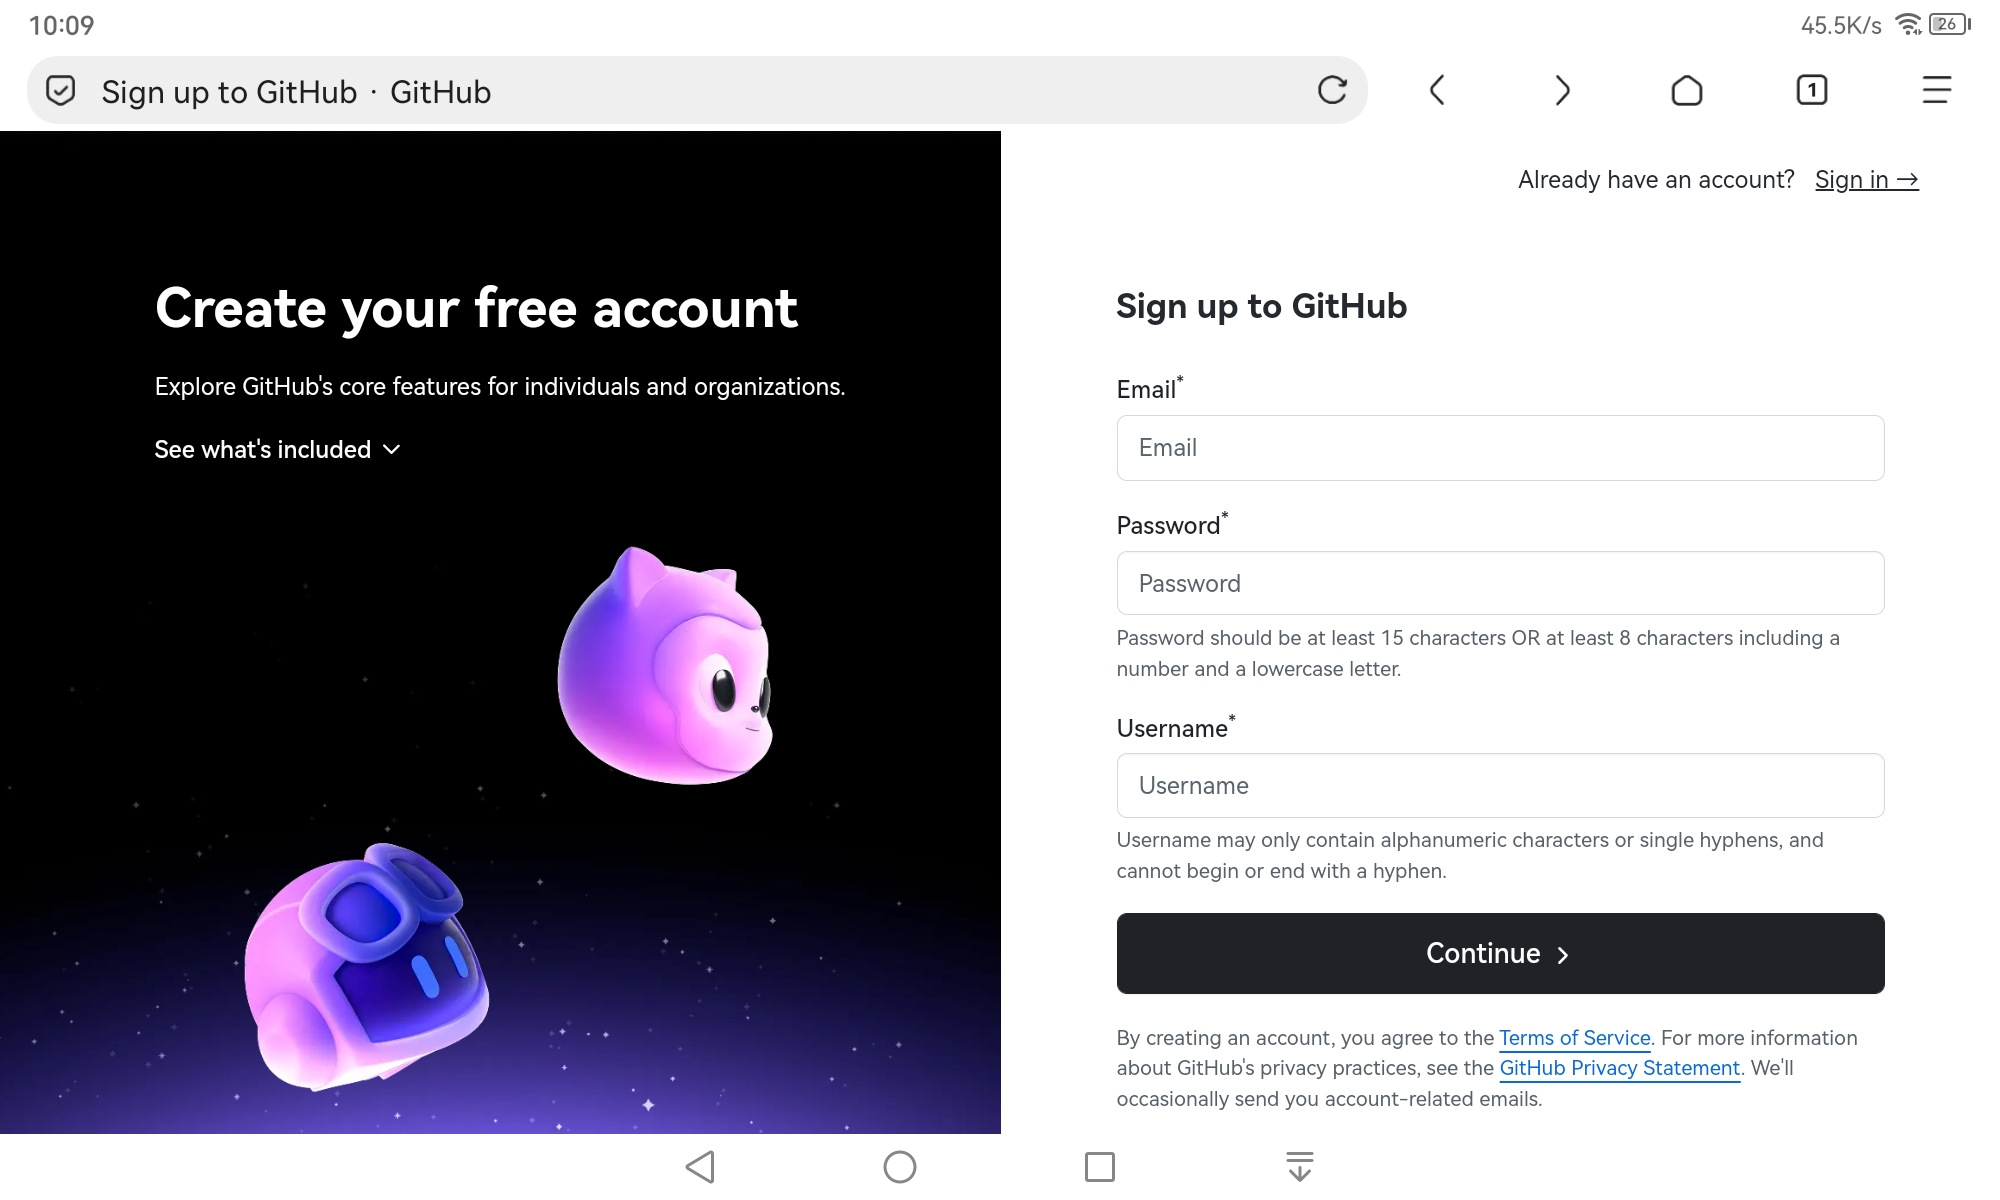 10:09
45.5K/s
26
Sign up to GitHub · GitHub
1
Already have an account? Sign in →
Create your free account
Explore GitHub's core features for individuals and organizations.
See what's included
Sign up to GitHub
Email*
Email
Password*
Password
Password should be at least 15 characters OR at least 8 characters including a
number and a lowercase letter.
Username*
Username
Username may only contain alphanumeric characters or single hyphens, and
cannot begin or end with a hyphen.
Continue
By creating an account, you agree to the Terms of Service. For more information
about GitHub's privacy practices, see the GitHub Privacy Statement. We'll
occasionally send you account-related emails.